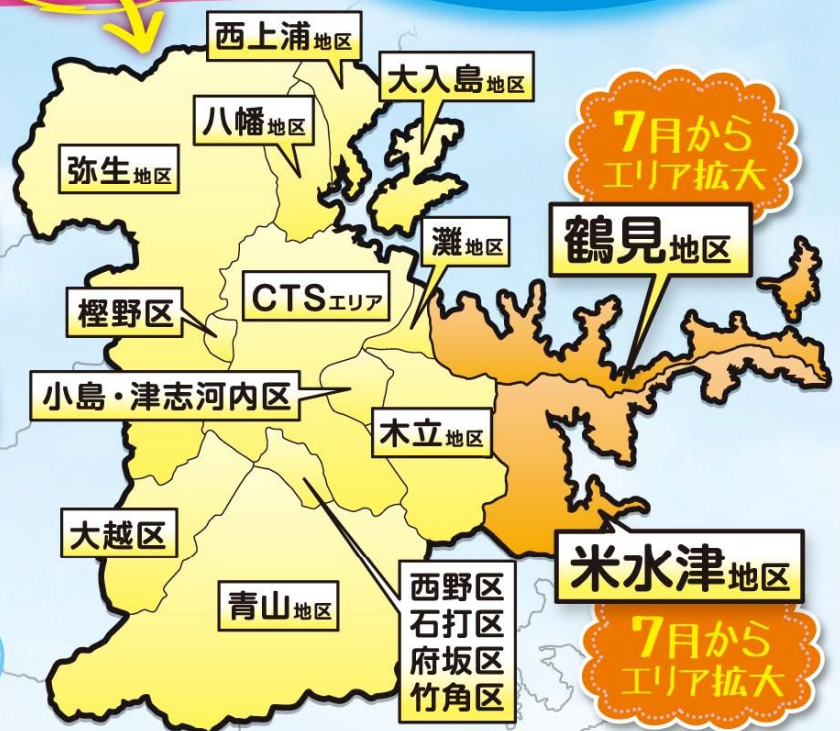 西上浦地区
大入島地区
八幡地区
弥生地区
7月から
エリア拡大
鶴見地区
灘地区
CTSエリア
樫野区
小島・津志河内区
木立地区
大越区
青山地区
西野区
石打区
府坂区
竹角区
米水津地区
7月から
エリア拡大